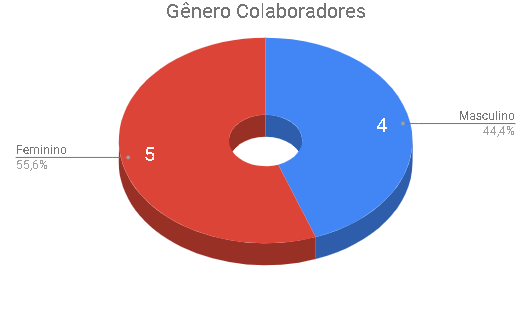 Gênero Colaboradores
Masculino
44,4%
4
Feminino
55,6%
5